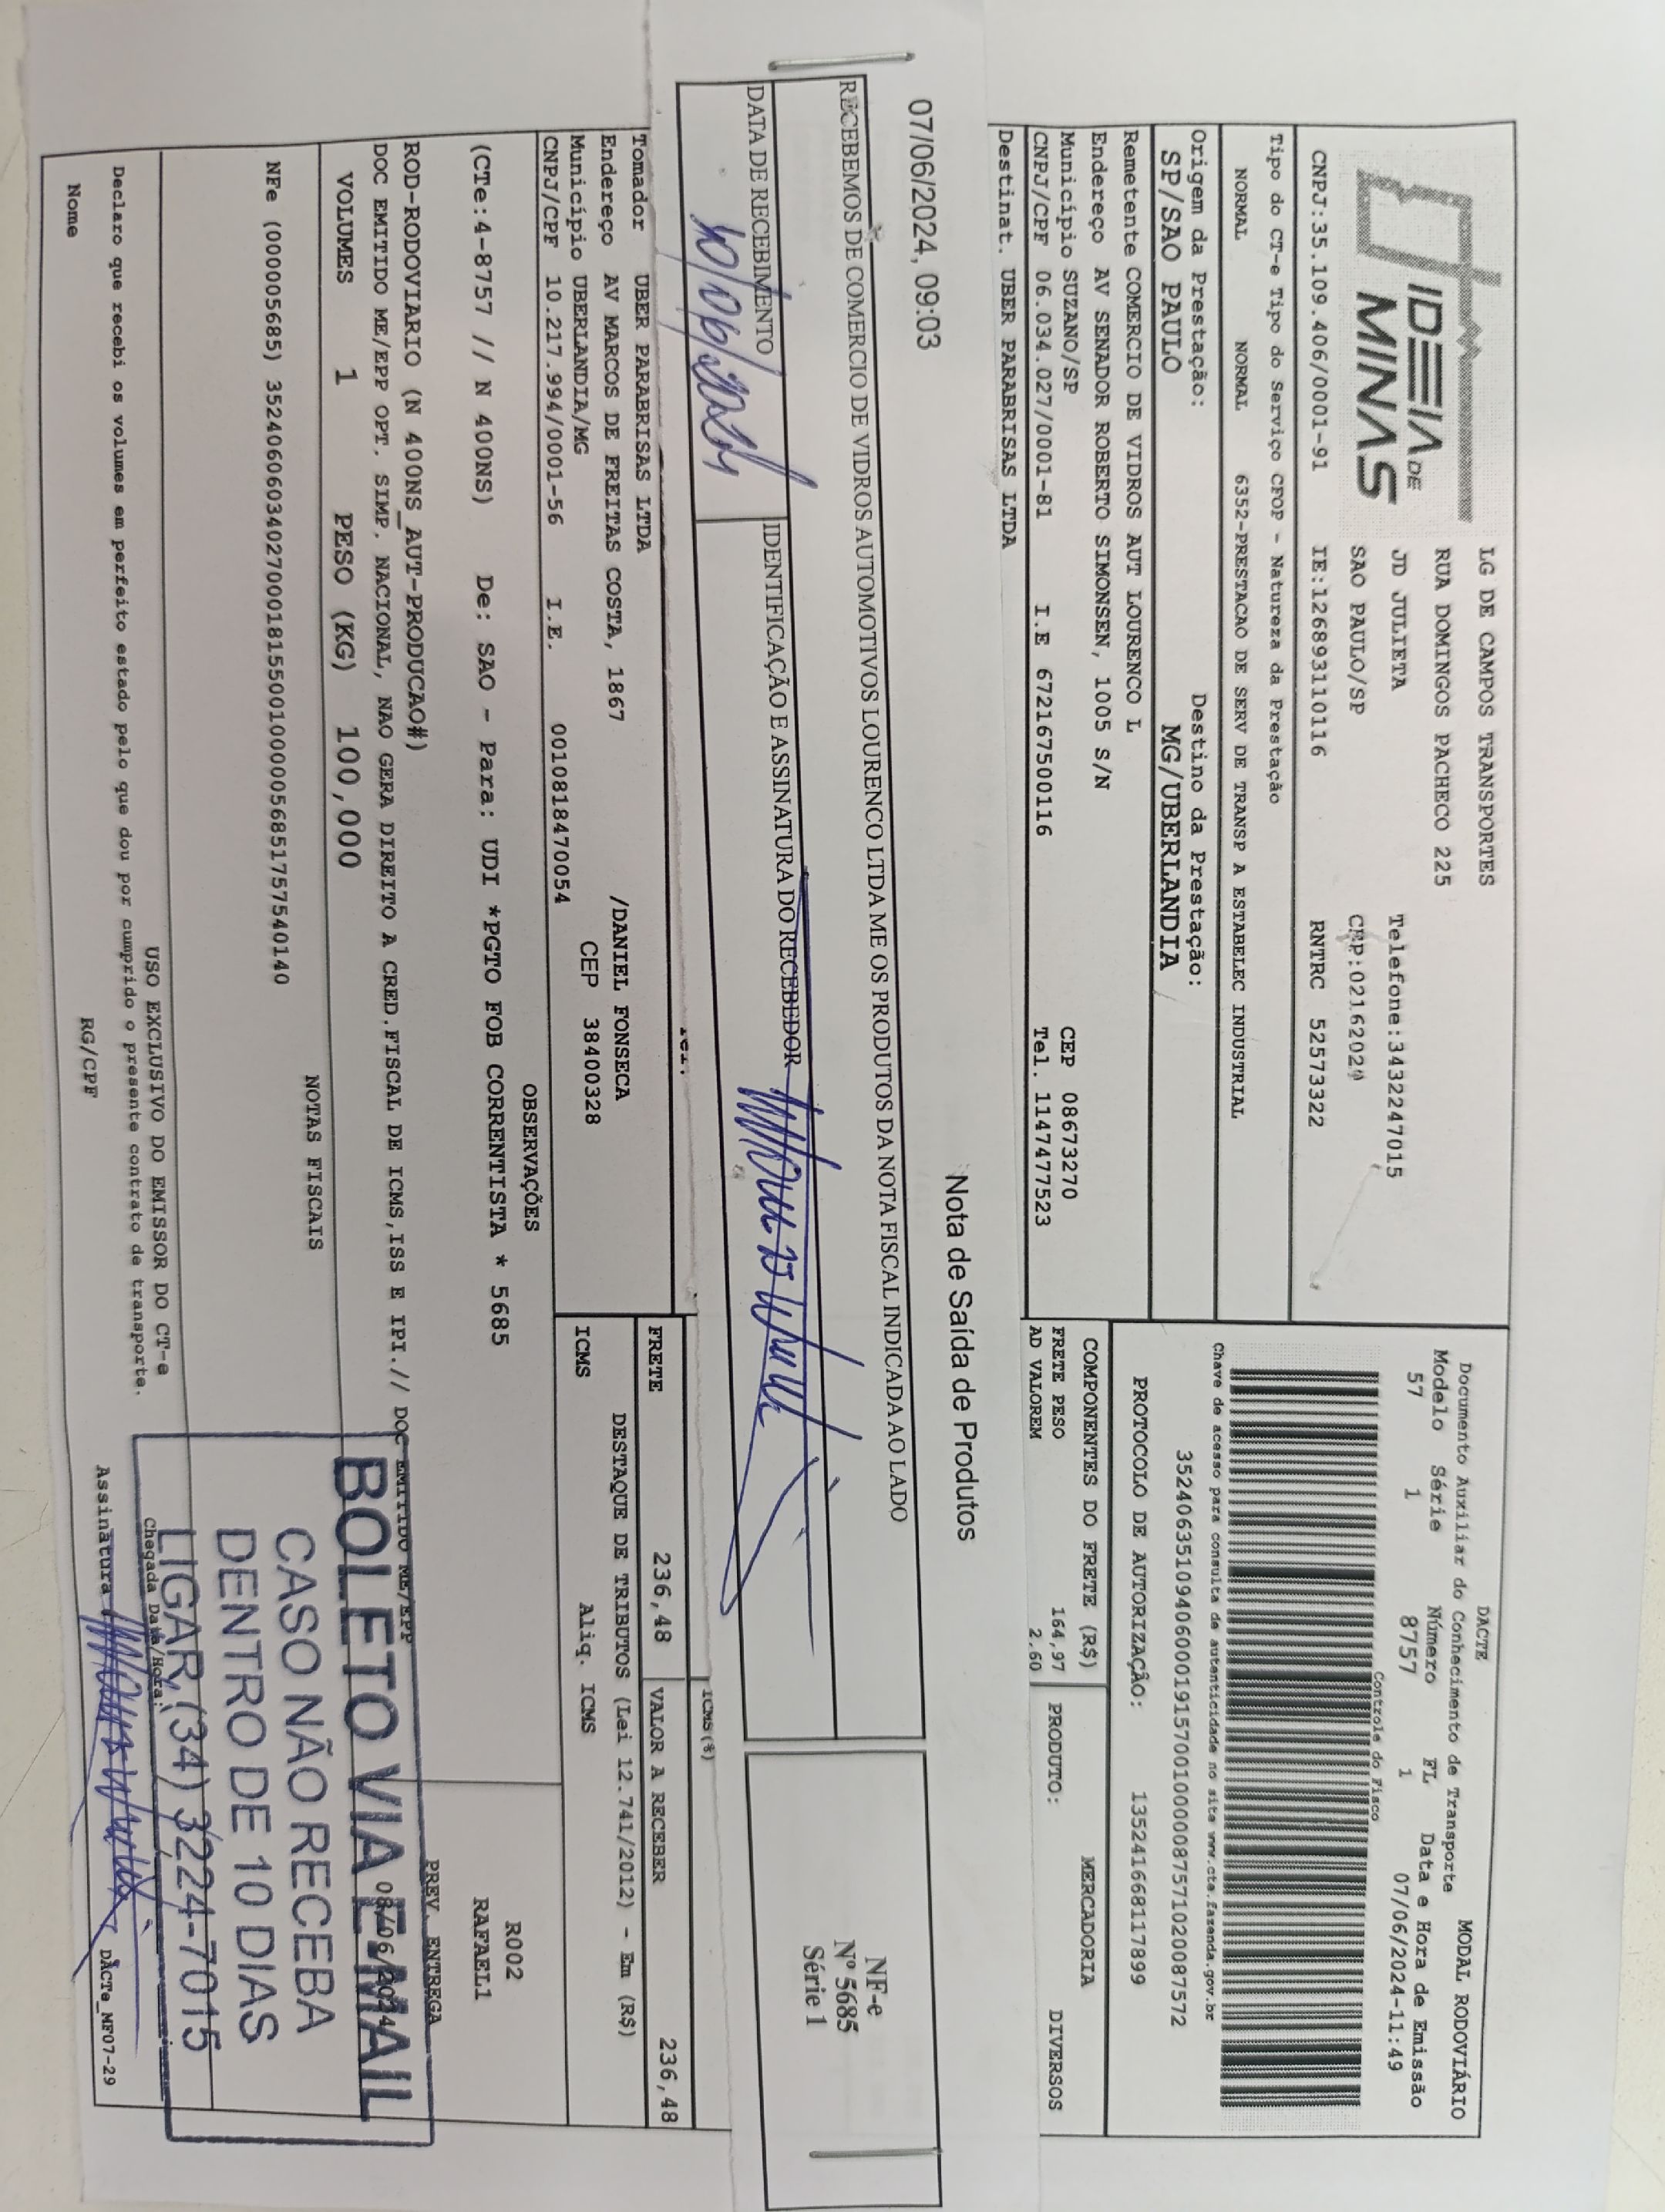 IDEIA DE
MINAS
LG DE CAMPOS TRANSPORTES
RUA DOMINGOS PACHECO 225
JD JULIETA
Telefone:3432247015
SAO PAULO/SP
CEP:0216202
CNPJ:35.109.406/0001-91 IE:126893110116 RNTRC 52573322
DACTE
Documento Auxiliar do Conhecimento de Transporte
MODAL RODOVIÁRIO
Modelo Série Número FL Data e Hora de Emissão
57 1 8757 1 07/06/2024-11:49
Controle do Fisco
Tipo do CT-e Tipo do Serviço CFOP - Natureza da Prestação
NORMAL NORMAL 6352-PRESTACAO DE SERV DE TRANSP A ESTABELEC INDUSTRIAL
Chave de acesso para consulta de autenticidade no site www.cte.fazenda.gov.br
35240635109406000191570010000087571020087572
Origem da Prestação: Destino da Prestação:
SP/SAO PAULO MG/UBERLANDIA
PROTOCOLO DE AUTORIZAÇÃO: 135241668117899
Remetente COMERCIO DE VIDROS AUT LOURENCO L
Endereço AV SENADOR ROBERTO SIMONSEN, 1005 S/N
Município SUZANO/SP CEP 08673270
CNPJ/CPF 06.034.027/0001-81 I.E 672167500116 Tel. 1147477523
Destinat. UBER PARABRISAS LTDA
COMPONENTES DO FRETE (R$) MERCADORIA
FRETE PESO 164,97 PRODUTO: DIVERSOS
AD VALOREM 2,60
07/06/2024, 09:03 Nota de Saída de Produtos
RECEBEMOS DE COMERCIO DE VIDROS AUTOMOTIVOS LOURENCO LTDA ME OS PRODUTOS DA NOTA FISCAL INDICADA AO LADO
DATA DE RECEBIMENTO IDENTIFICAÇÃO E ASSINATURA DO RECEBEDOR
10/06/2024
NF-e
Nº 5685
Série 1
ICMS(%)
Tomador UBER PARABRISAS LTDA
Endereço AV MARCOS DE FREITAS COSTA, 1867 /DANIEL FONSECA
Município UBERLANDIA/MG CEP 38400328
CNPJ/CPF 10.217.994/0001-56 I.E. 0010818470054
FRETE 236,48 VALOR A RECEBER 236,48
DESTAQUE DE TRIBUTOS (Lei 12.741/2012) - Em (R$)
ICMS Aliq. ICMS
OBSERVAÇÕES
(CTe:4-8757 // N 400NS) De: SAO - Para: UDI *PGTO FOB CORRENTISTA * 5685
R002
RAFAEL1
ROD-RODOVIARIO (N 400NS_AUT-PRODUCAO#)
DOC EMITIDO ME/EPP OPT. SIMP. NACIONAL, NAO GERA DIREITO A CRED.FISCAL DE ICMS,ISS E IPI.// DOC EMITIDO ME/EPP
PREV. ENTREGA
08/06/2024
VOLUMES 1 PESO (KG) 100,000
NOTAS FISCAIS
NFe (000005685) 35240606034027000181550010000056851757540140
BOLETO VIA E-MAIL
CASO NÃO RECEBA
DENTRO DE 10 DIAS
LIGAR (34) 3224-7015
USO EXCLUSIVO DO EMISSOR DO CT-e
Declaro que recebi os volumes em perfeito estado pelo que dou por cumprido o presente contrato de transporte.
Chegada Data/Hora:
Nome RG/CPF Assinatura
DACTe_NF07-29